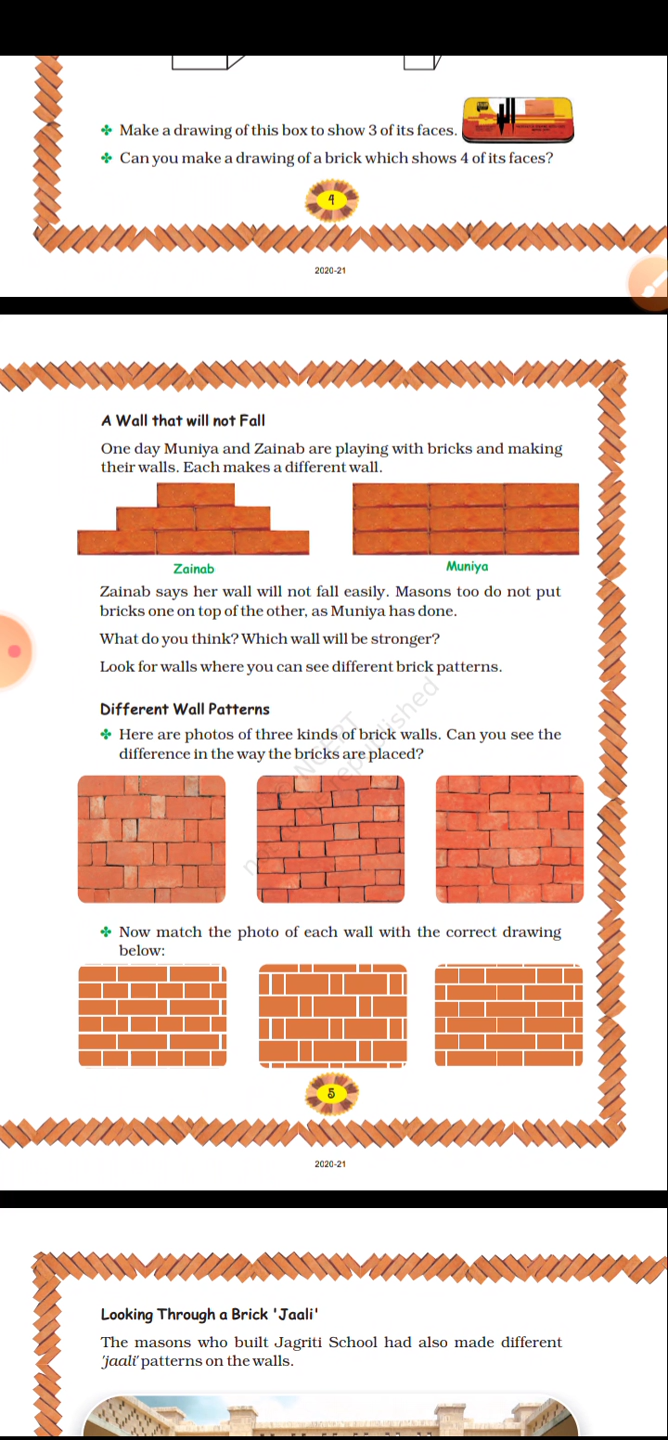 ❖ Make a drawing of this box to show 3 of its faces.
❖ Can you make a drawing of a brick which shows 4 of its faces?
4
2020-21
A Wall that will not Fall
One day Muniya and Zainab are playing with bricks and making
their walls. Each makes a different wall.
Zainab
Muniya
Zainab says her wall will not fall easily. Masons too do not put
bricks one on top of the other, as Muniya has done.
What do you think? Which wall will be stronger?
Look for walls where you can see different brick patterns.
Different Wall Patterns
❖ Here are photos of three kinds of brick walls. Can you see the
difference in the way the bricks are placed?
❖ Now match the photo of each wall with the correct drawing
below:
5
2020-21
Looking Through a Brick 'Jaali'
The masons who built Jagriti School had also made different
'jaali' patterns on the walls.